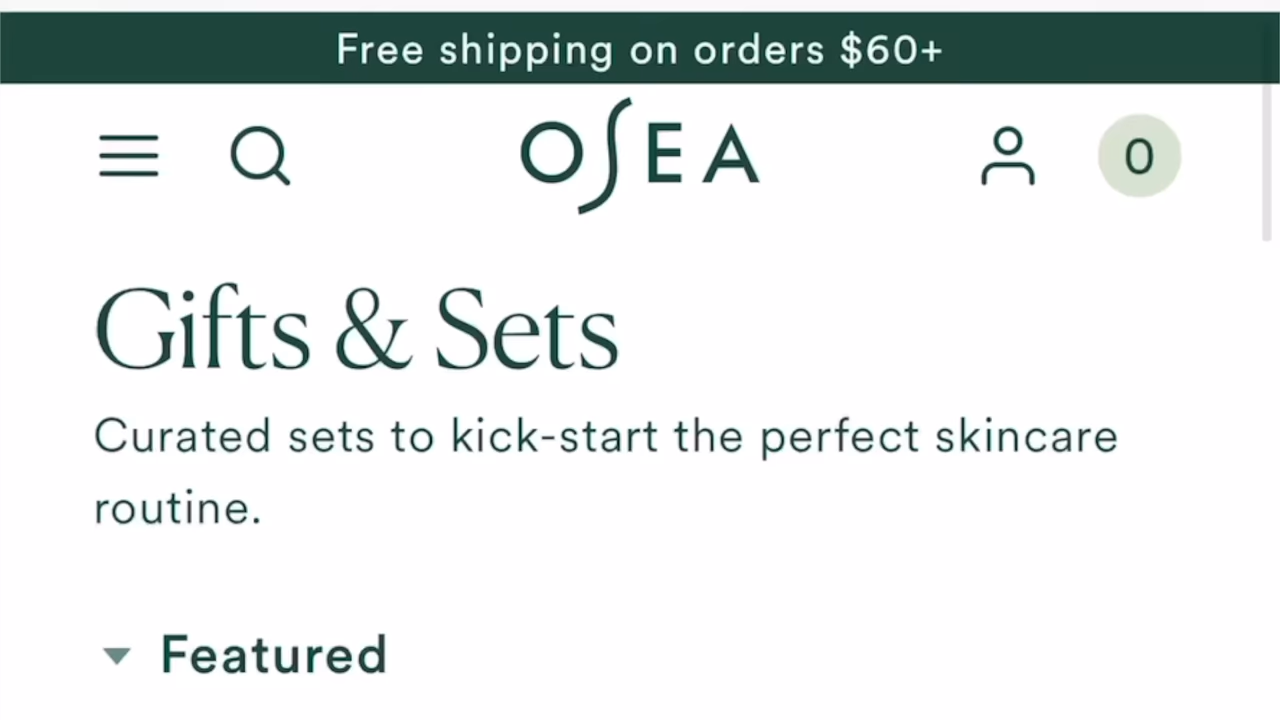 Free shipping on orders $60+
OSEA
0
Gifts & Sets
Curated sets to kick-start the perfect skincare
routine.
Featured